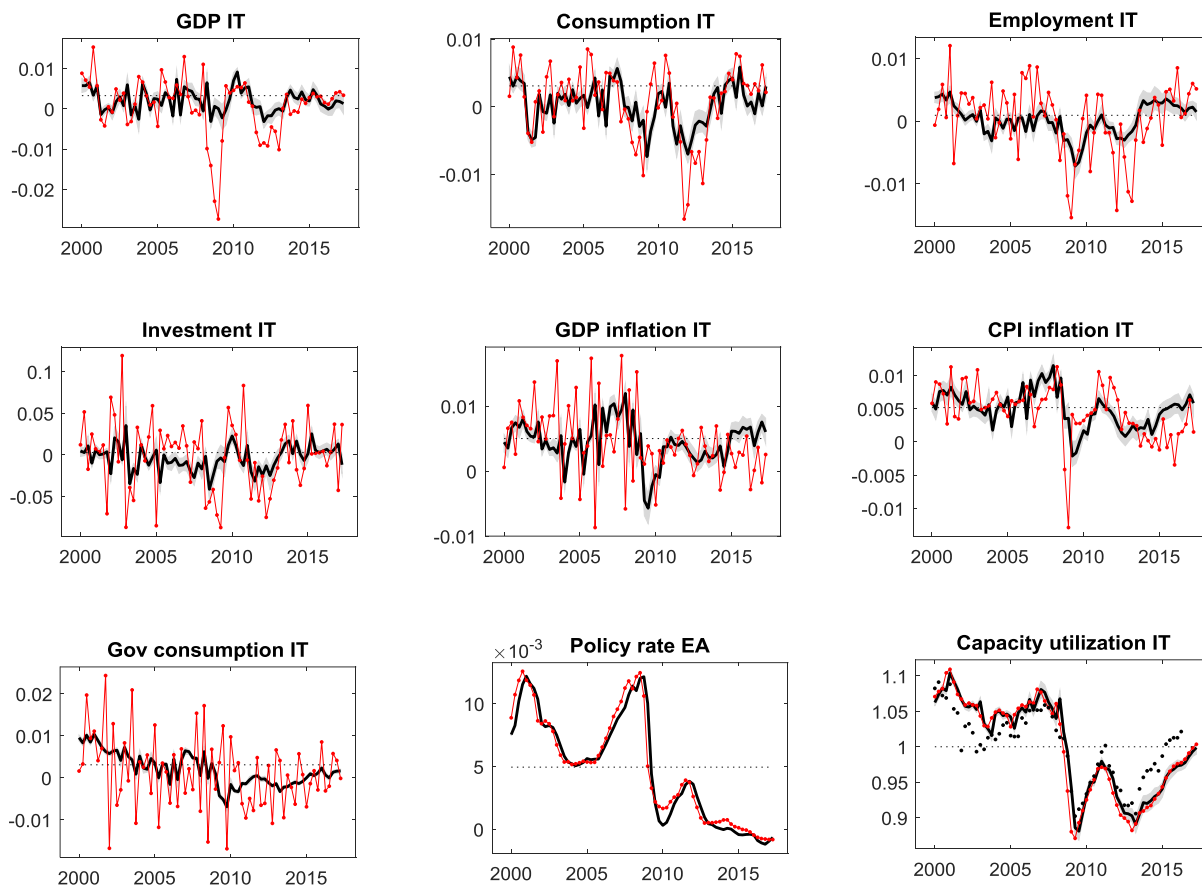 GDP IT
0.01
0
-0.01
-0.02
2000 2005 2010 2015
Consumption IT
0.01
0
-0.01
2000 2005 2010 2015
Employment IT
0.01
0
-0.01
2000 2005 2010 2015
Investment IT
0.1
0.05
0
-0.05
2000 2005 2010 2015
GDP inflation IT
0.01
0
-0.01
2000 2005 2010 2015
CPI inflation IT
0.01
0.005
0
-0.005
-0.01
2000 2005 2010 2015
Gov consumption IT
0.02
0.01
0
-0.01
2000 2005 2010 2015
Policy rate EA
×10⁻³
10
5
0
2000 2005 2010 2015
Capacity utilization IT
1.1
1.05
1
0.95
0.9
2000 2005 2010 2015